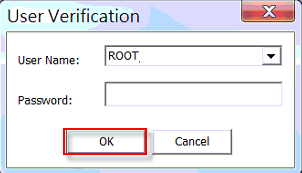 User Verification
User Name: ROOT
Password:
OK Cancel